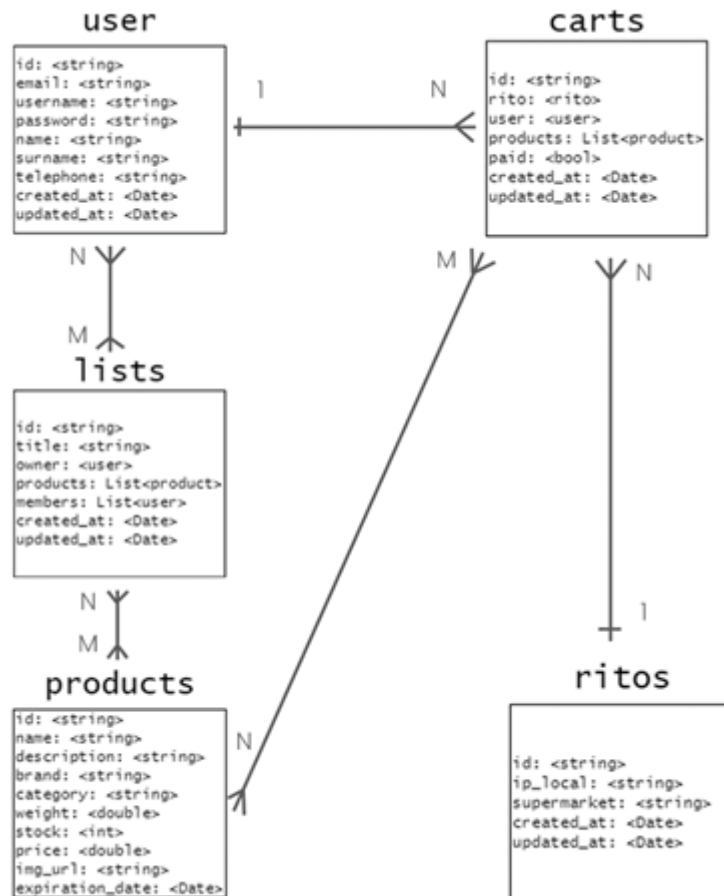 user
id: <string>
email: <string>
username: <string>
password: <string>
name: <string>
surname: <string>
telephone: <string>
created_at: <Date>
updated_at: <Date>
1
N
carts
id: <string>
rito: <rito>
user: <user>
products: List<product>
paid: <bool>
created_at: <Date>
updated_at: <Date>
N
M
lists
id: <string>
title: <string>
owner: <user>
products: List<product>
members: List<user>
created_at: <Date>
updated_at: <Date>
N
M
products
id: <string>
name: <string>
description: <string>
brand: <string>
category: <string>
weight: <double>
stock: <int>
price: <double>
img_url: <string>
expiration_date: <Date>
M
N
N
1
ritos
id: <string>
ip_local: <string>
supermarket: <string>
created_at: <Date>
updated_at: <Date>